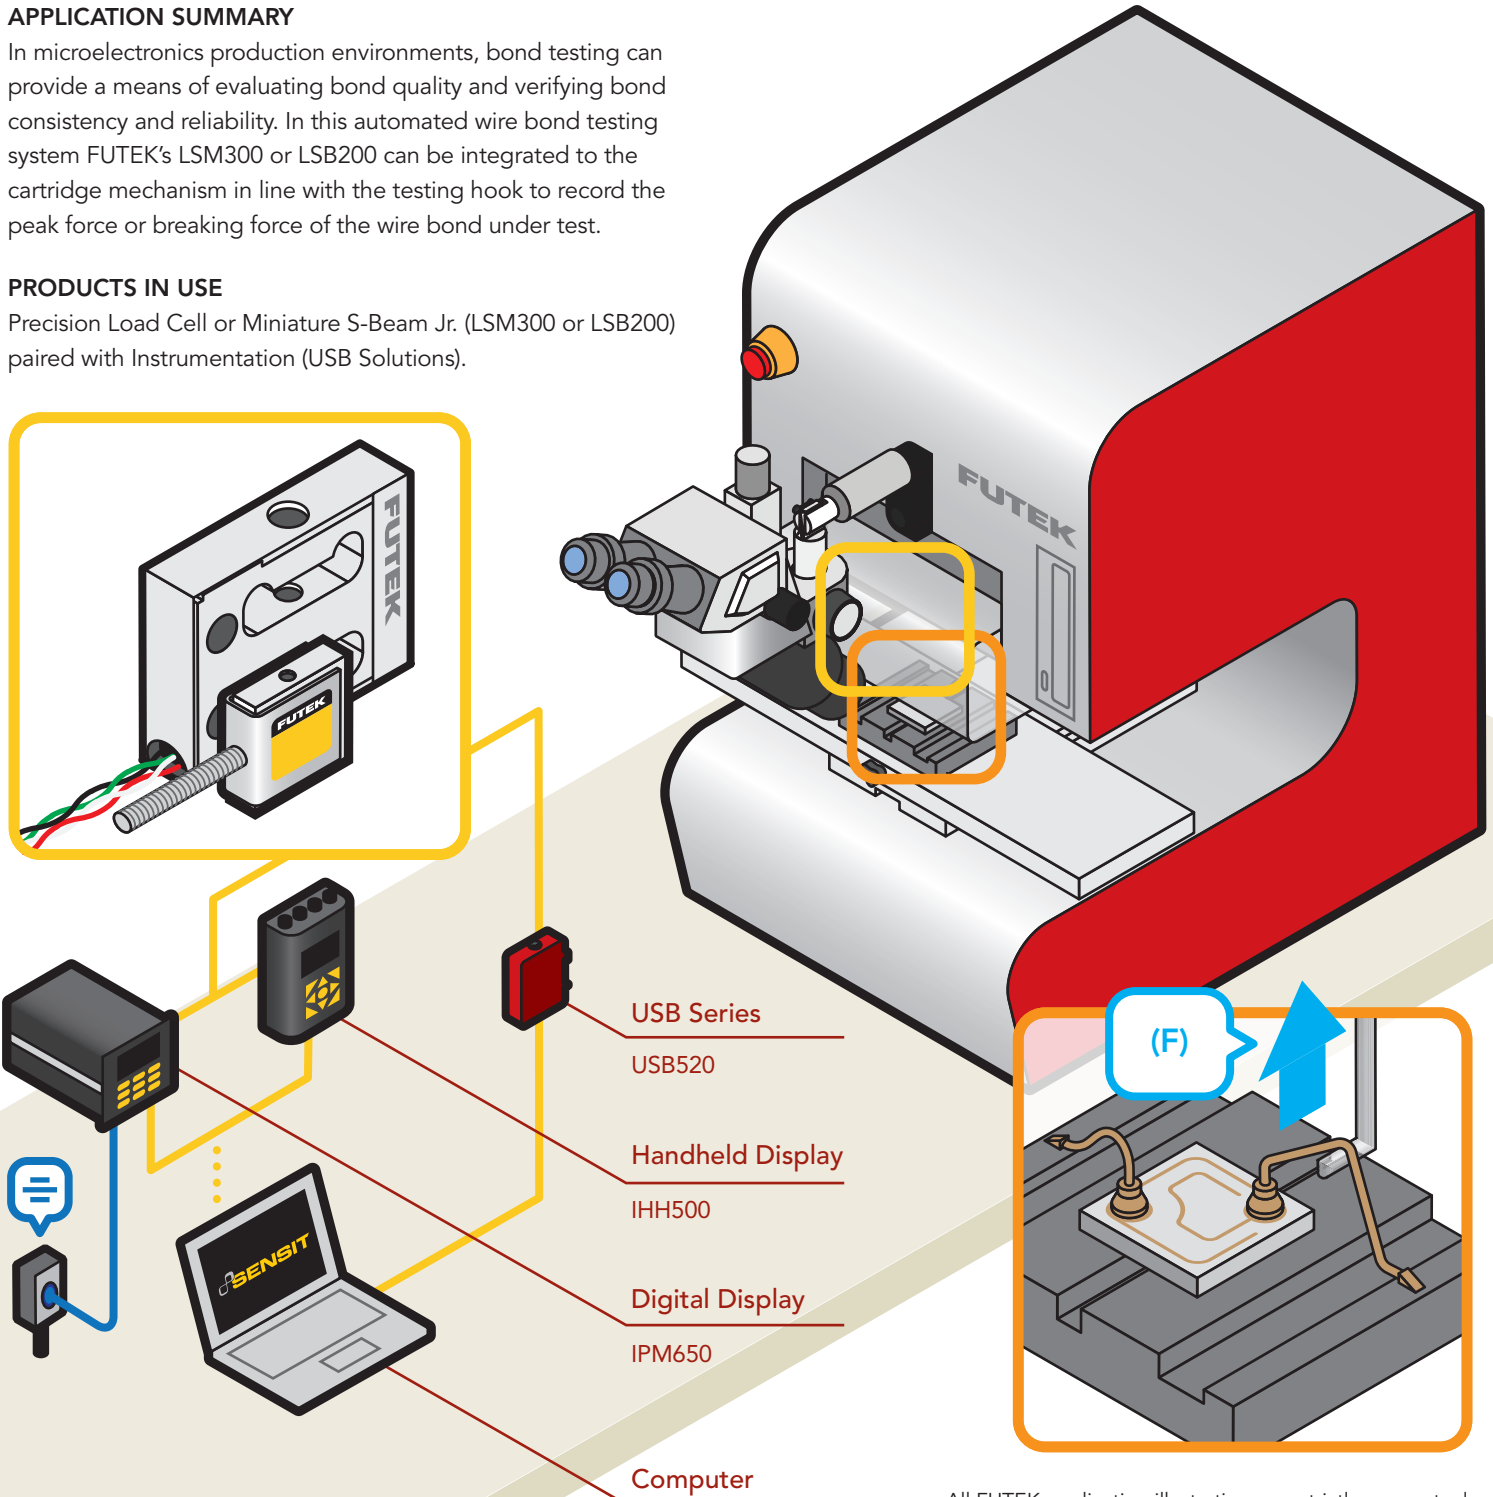 APPLICATION SUMMARY
In microelectronics production environments, bond testing can
provide a means of evaluating bond quality and verifying bond
consistency and reliability. In this automated wire bond testing
system FUTEK's LSM300 or LSB200 can be integrated to the
cartridge mechanism in line with the testing hook to record the
peak force or breaking force of the wire bond under test.
PRODUCTS IN USE
Precision Load Cell or Miniature S-Beam Jr. (LSM300 or LSB200)
paired with Instrumentation (USB Solutions).
FUTEK
FUTEK
FUTEK
USB Series
USB520
(F)
Handheld Display
IHH500
SENSIT
Digital Display
IPM650
Computer